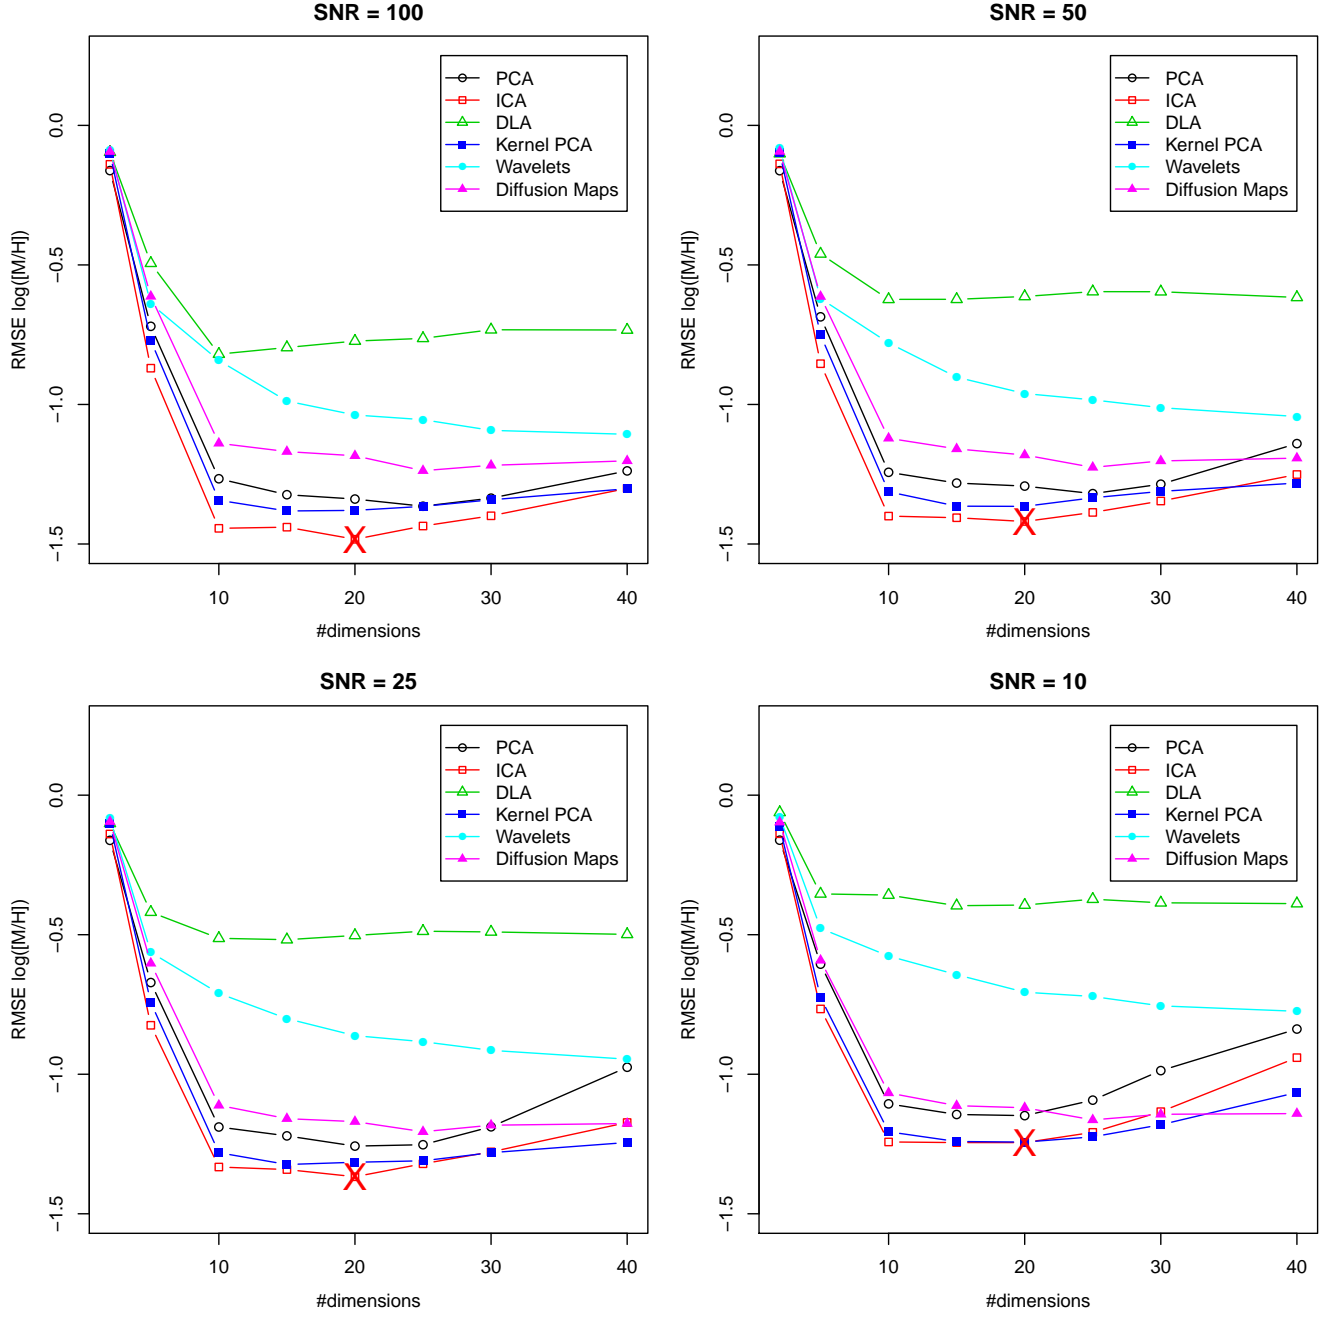 SNR = 100
PCA
ICA
DLA
Kernel PCA
Wavelets
Diffusion Maps
RMSE log([M/H])
0.0
−0.5
−1.0
−1.5
10 20 30 40
#dimensions
SNR = 50
PCA
ICA
DLA
Kernel PCA
Wavelets
Diffusion Maps
RMSE log([M/H])
0.0
−0.5
−1.0
−1.5
10 20 30 40
#dimensions
SNR = 25
PCA
ICA
DLA
Kernel PCA
Wavelets
Diffusion Maps
RMSE log([M/H])
0.0
−0.5
−1.0
−1.5
10 20 30 40
#dimensions
SNR = 10
PCA
ICA
DLA
Kernel PCA
Wavelets
Diffusion Maps
RMSE log([M/H])
0.0
−0.5
−1.0
−1.5
10 20 30 40
#dimensions